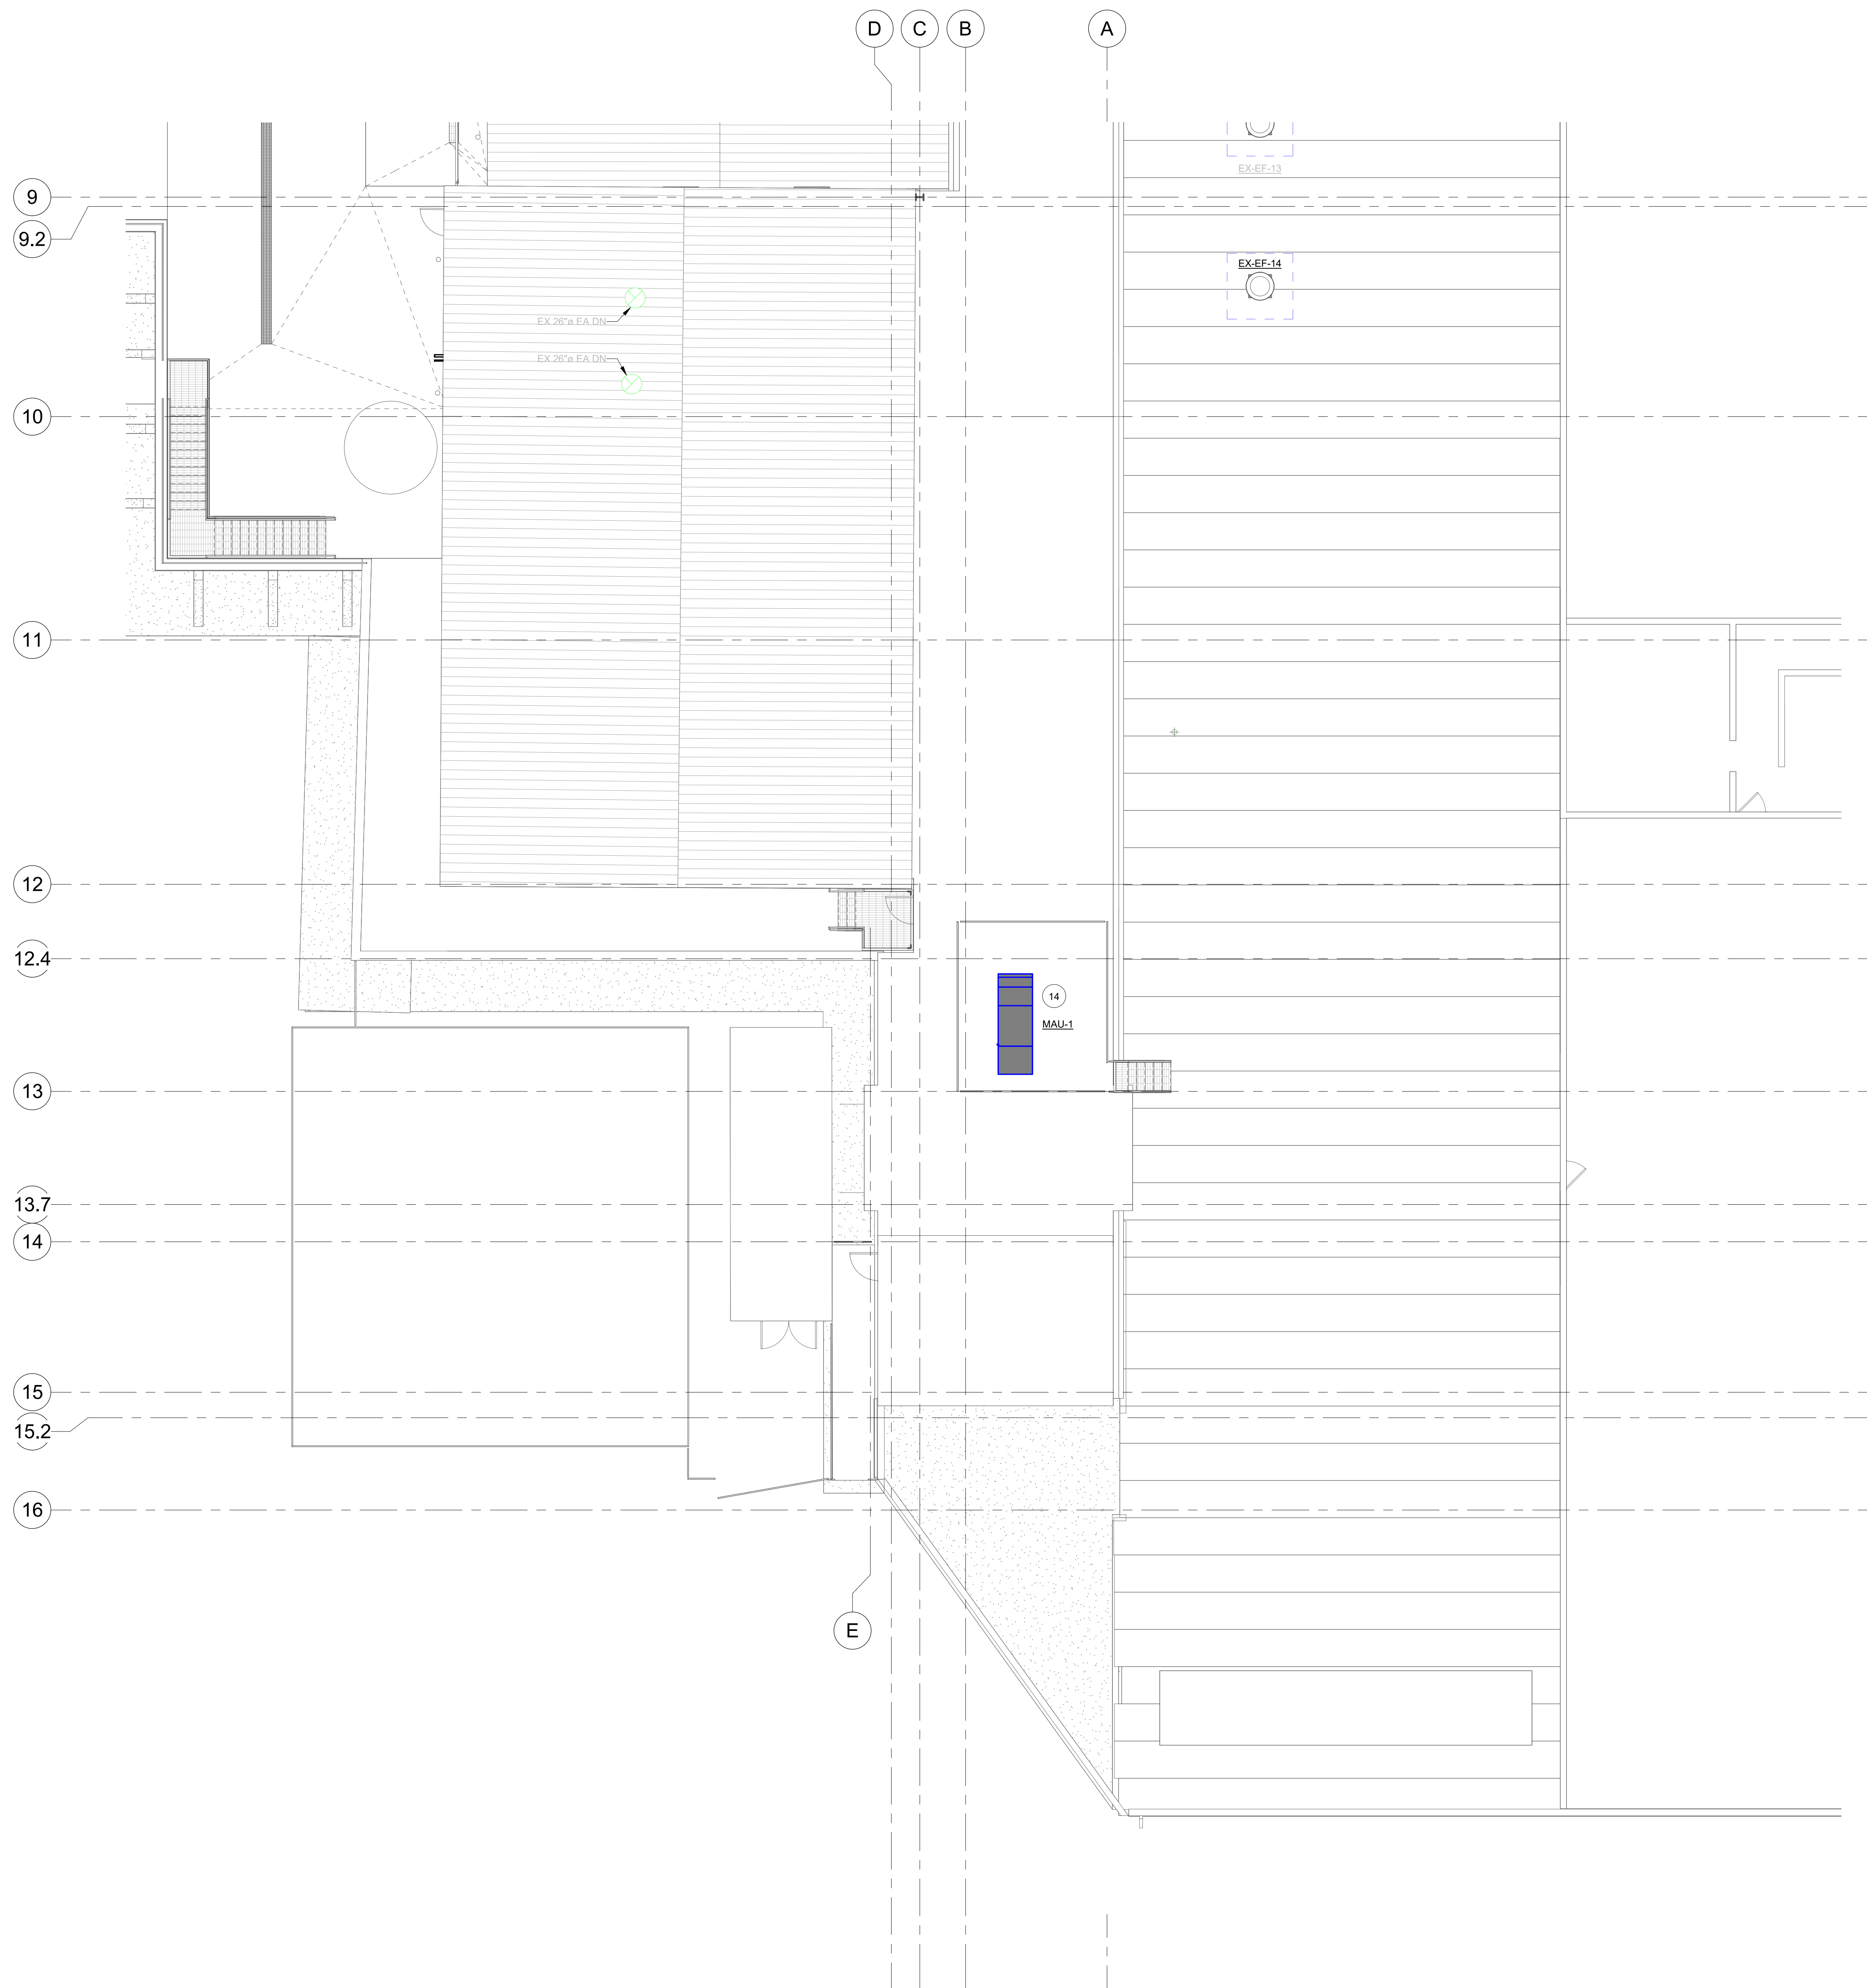 D C B A
EX-EF-13
9
9.2
EX-EF-14
EX 26"ø EA DN
EX 26"ø EA DN
10
11
12
12.4
14
MAU-1
13
13.7
14
15
15.2
16
E